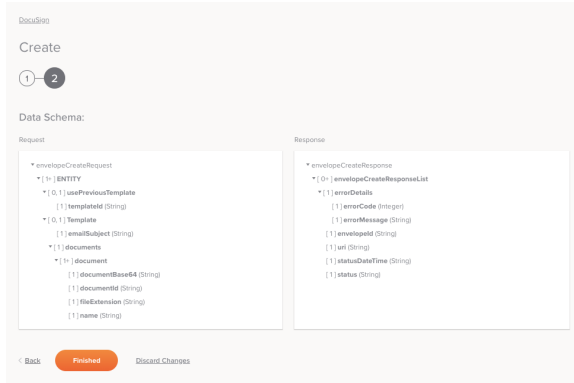 DocuSign
Create
1 2
Data Schema:
Request
envelopeCreateRequest
[ 1+ ] ENTITY
[ 0, 1 ] usePreviousTemplate
[ 1 ] templateId (String)
[ 0, 1 ] Template
[ 1 ] emailSubject (String)
[ 1 ] documents
[ 1+ ] document
[ 1 ] documentBase64 (String)
[ 1 ] documentId (String)
[ 1 ] fileExtension (String)
[ 1 ] name (String)
Response
envelopeCreateResponse
[ 0+ ] envelopeCreateResponseList
[ 1 ] errorDetails
[ 1 ] errorCode (Integer)
[ 1 ] errorMessage (String)
[ 1 ] envelopeId (String)
[ 1 ] uri (String)
[ 1 ] statusDateTime (String)
[ 1 ] status (String)
< Back Finished Discard Changes